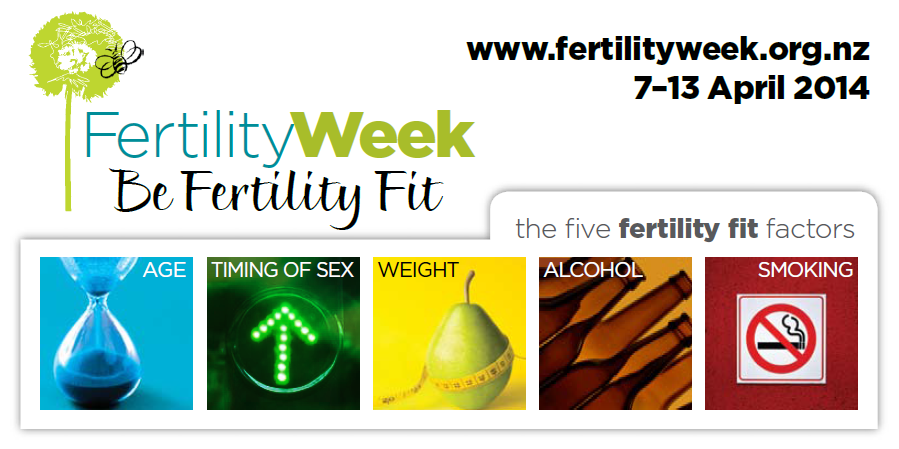 www.fertilityweek.org.nz
7–13 April 2014
FertilityWeek
Be Fertility Fit
the five fertility fit factors
AGE
TIMING OF SEX
WEIGHT
ALCOHOL
SMOKING